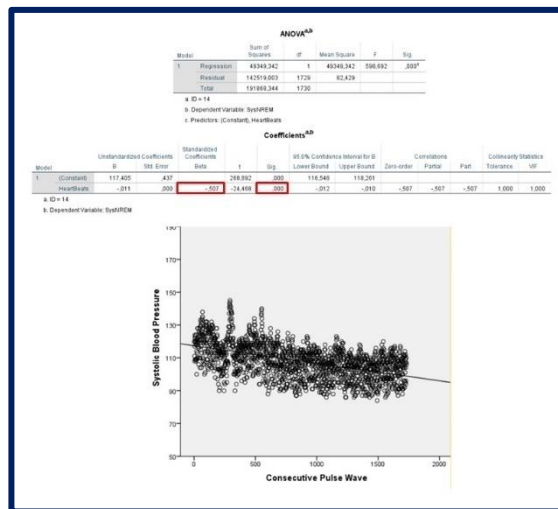 ANOVAa,b
Model Sum of Squares df Mean Square F Sig.
1 Regression 49349,342 1 49349,342 598,692 ,000c
Residual 142519,003 1729 82,429
Total 191868,344 1730
a. ID = 14
b. Dependent Variable: SysNREM
c. Predictors: (Constant), HeartBeats
Coefficientsa,b
Model Unstandardized Coefficients Standardized Coefficients t Sig. 95,0% Confidence Interval for B Correlations Collinearity Statistics
B Std. Error Beta Lower Bound Upper Bound Zero-order Partial Part Tolerance VIF
1 (Constant) 117,405 ,437 ,000 116,548 118,261
HeartBeats -,011 ,000 -,507 -24,468 ,000 -,012 -,010 -,507 -,507 -,507 1,000 1,000
a. ID = 14
b. Dependent Variable: SysNREM
Systolic Blood Pressure
190
170
150
130
110
90
70
50
0 500 1000 1500 2000
Consecutive Pulse Wave